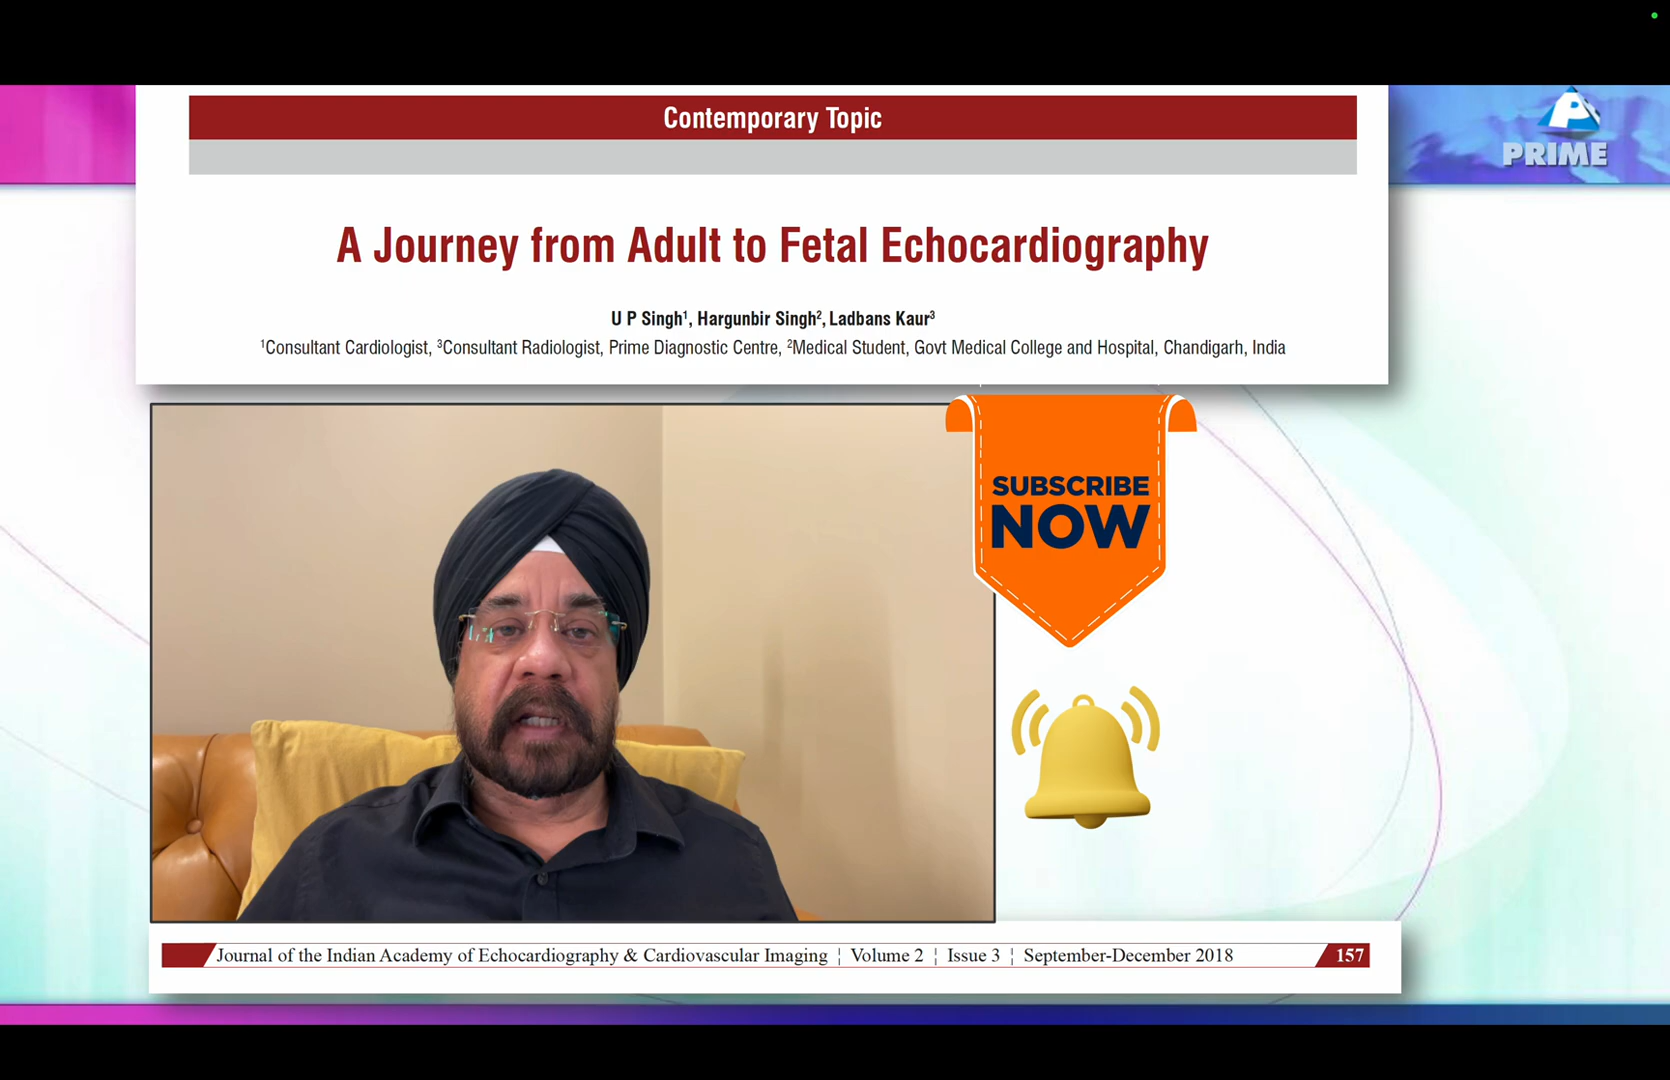 Contemporary Topic
PRIME
A Journey from Adult to Fetal Echocardiography
U P Singh¹, Hargunbir Singh², Ladbans Kaur³
¹Consultant Cardiologist, ³Consultant Radiologist, Prime Diagnostic Centre, ²Medical Student, Govt Medical College and Hospital, Chandigarh, India
SUBSCRIBE
NOW
Journal of the Indian Academy of Echocardiography & Cardiovascular Imaging ¦ Volume 2 ¦ Issue 3 ¦ September-December 2018 157